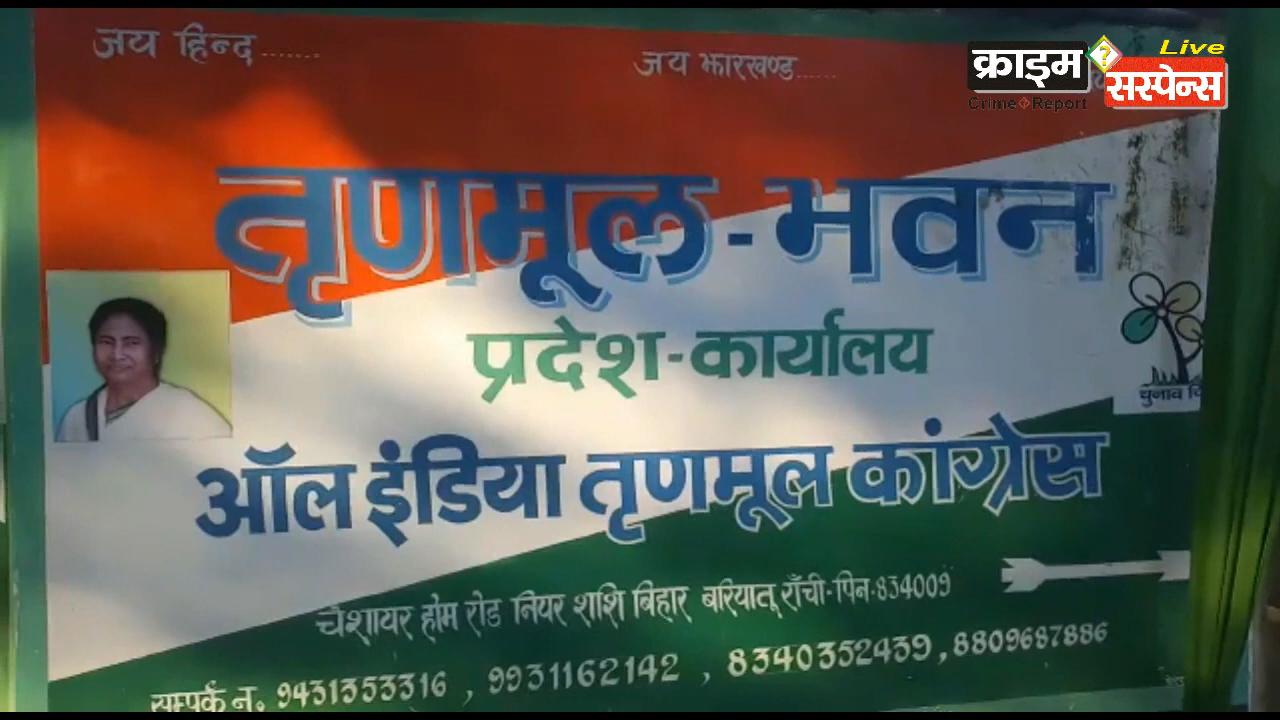 जय हिन्द......
जय झारखण्ड......
Live
क्राइम ?
सस्पेन्स
Crime Report
तृणमूल-भवन
प्रदेश-कार्यालय
चुनाव
ऑल इंडिया तृणमूल कांग्रेस
चेशायर होम रोड नियर शशि बिहार बरियातू राँची-पिन-834009
सम्पर्क न. 9431353316 , 9931162142 , 8340352439, 8809687886